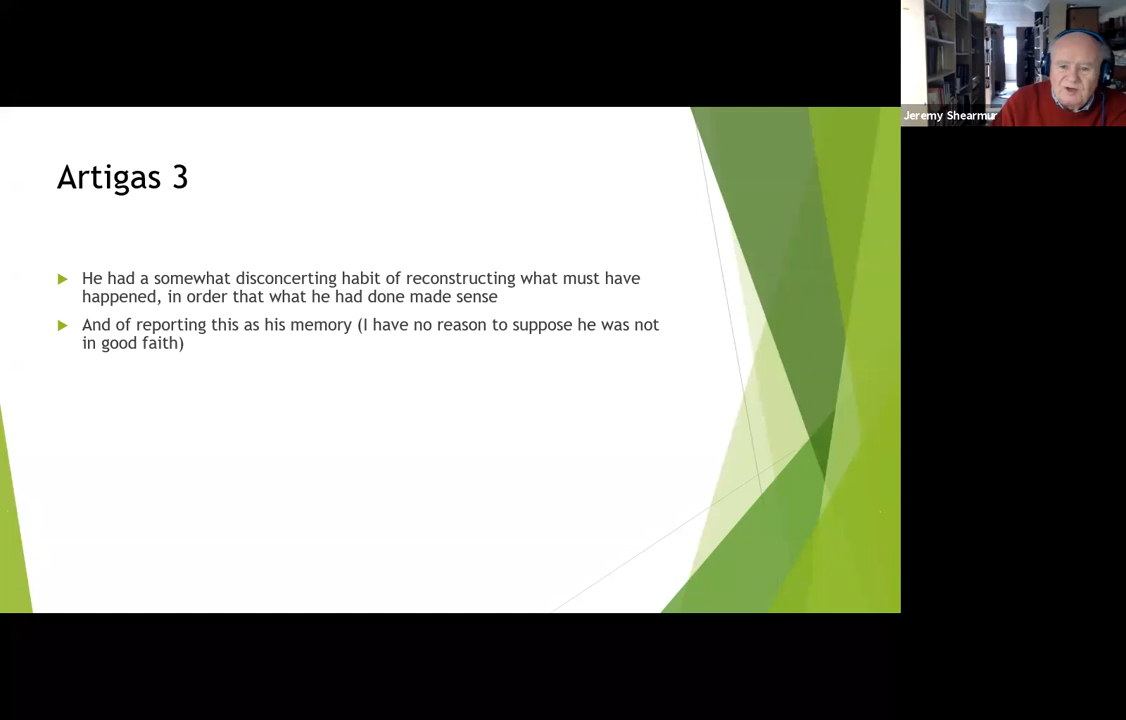 Jeremy Shearmur
Artigas 3
He had a somewhat disconcerting habit of reconstructing what must have
happened, in order that what he had done made sense
And of reporting this as his memory (I have no reason to suppose he was not
in good faith)